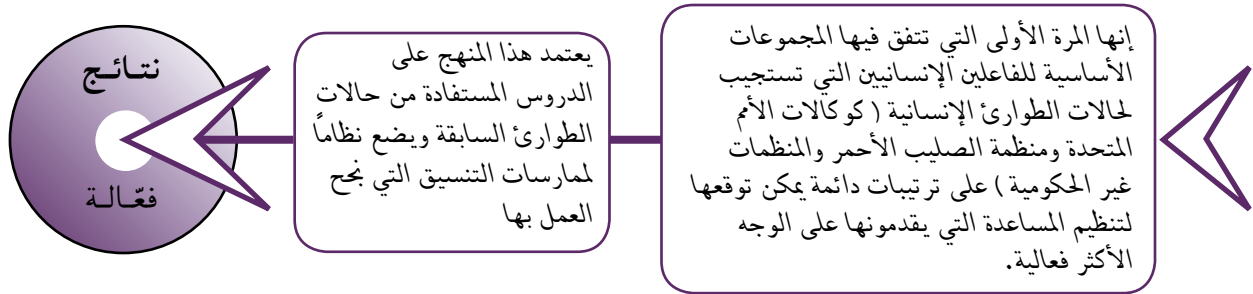 إنها المرة الأولى التي تتفق فيها المجموعات
الأساسية للفاعلين الإنسانيين التي تستجيب
لحالات الطوارئ الإنسانية (كوكالات الأمم
المتحدة ومنظمة الصليب الأحمر والمنظمات
غير الحكومية) على ترتيبات دائمة يمكن توقعها
لتنظيم المساعدة التي يقدمونها على الوجه
الأكثر فعالية.
يعتمد هذا المنهج على
الدروس المستفادة من حالات
الطوارئ السابقة ويضع نظاماً
لممارسات التنسيق التي نجح
العمل بها
نتـائـج
فعّـالـة